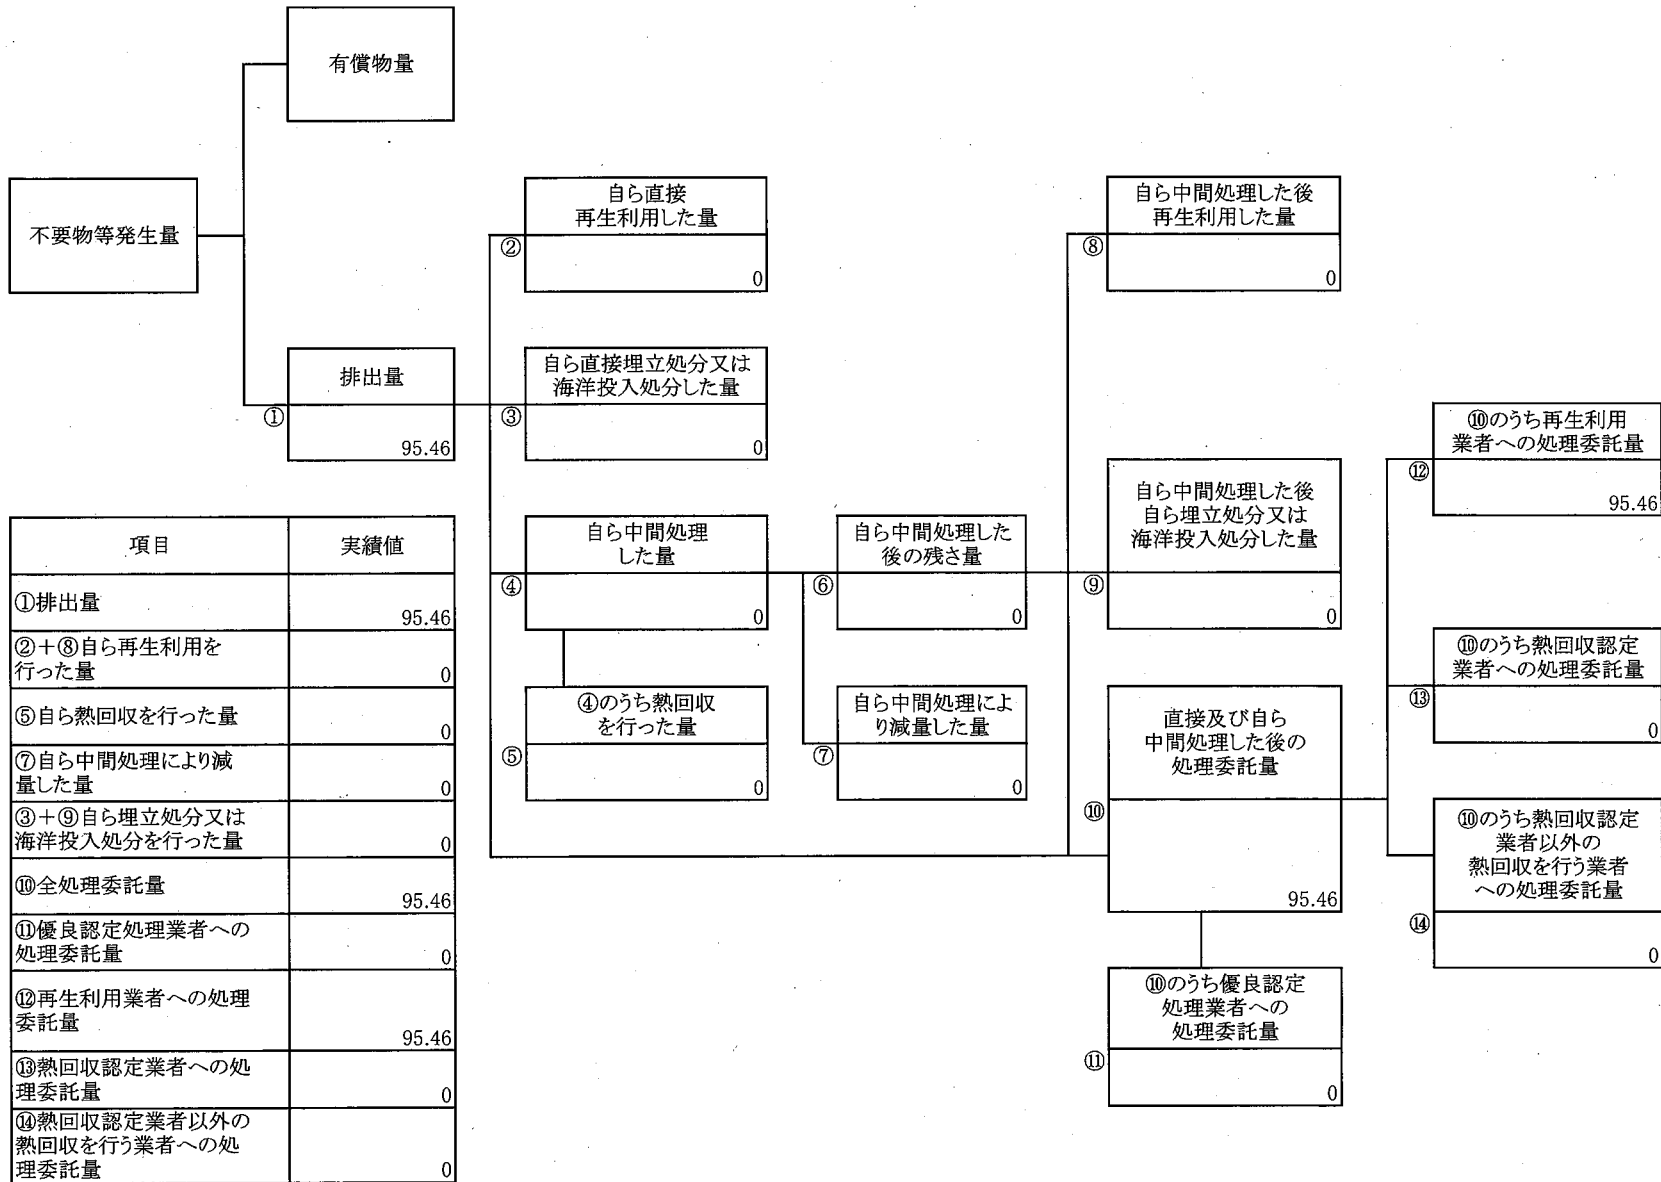 有償物量
不要物等発生量
排出量
①
95.46
自ら直接
再生利用した量
②
0
自ら直接埋立処分又は
海洋投入処分した量
③
0
自ら中間処理
した量
④
0
④のうち熱回収
を行った量
⑤
0
自ら中間処理した
後の残さ量
⑥
0
自ら中間処理によ
り減量した量
⑦
0
自ら中間処理した後
再生利用した量
⑧
0
自ら中間処理した後
自ら埋立処分又は
海洋投入処分した量
⑨
0
直接及び自ら
中間処理した後の
処理委託量
⑩
95.46
⑩のうち優良認定
処理業者への
処理委託量
⑪
0
⑩のうち再生利用
業者への処理委託量
⑫
95.46
⑩のうち熱回収認定
業者への処理委託量
⑬
0
⑩のうち熱回収認定
業者以外の
熱回収を行う業者
への処理委託量
⑭
0
項目 実績値
①排出量
95.46
②+⑧自ら再生利用を
行った量
0
⑤自ら熱回収を行った量
0
⑦自ら中間処理により減
量した量
0
③+⑨自ら埋立処分又は
海洋投入処分を行った量
0
⑩全処理委託量
95.46
⑪優良認定処理業者への
処理委託量
0
⑫再生利用業者への処理
委託量
95.46
⑬熱回収認定業者への処
理委託量
0
⑭熱回収認定業者以外の
熱回収を行う業者への処
理委託量
0